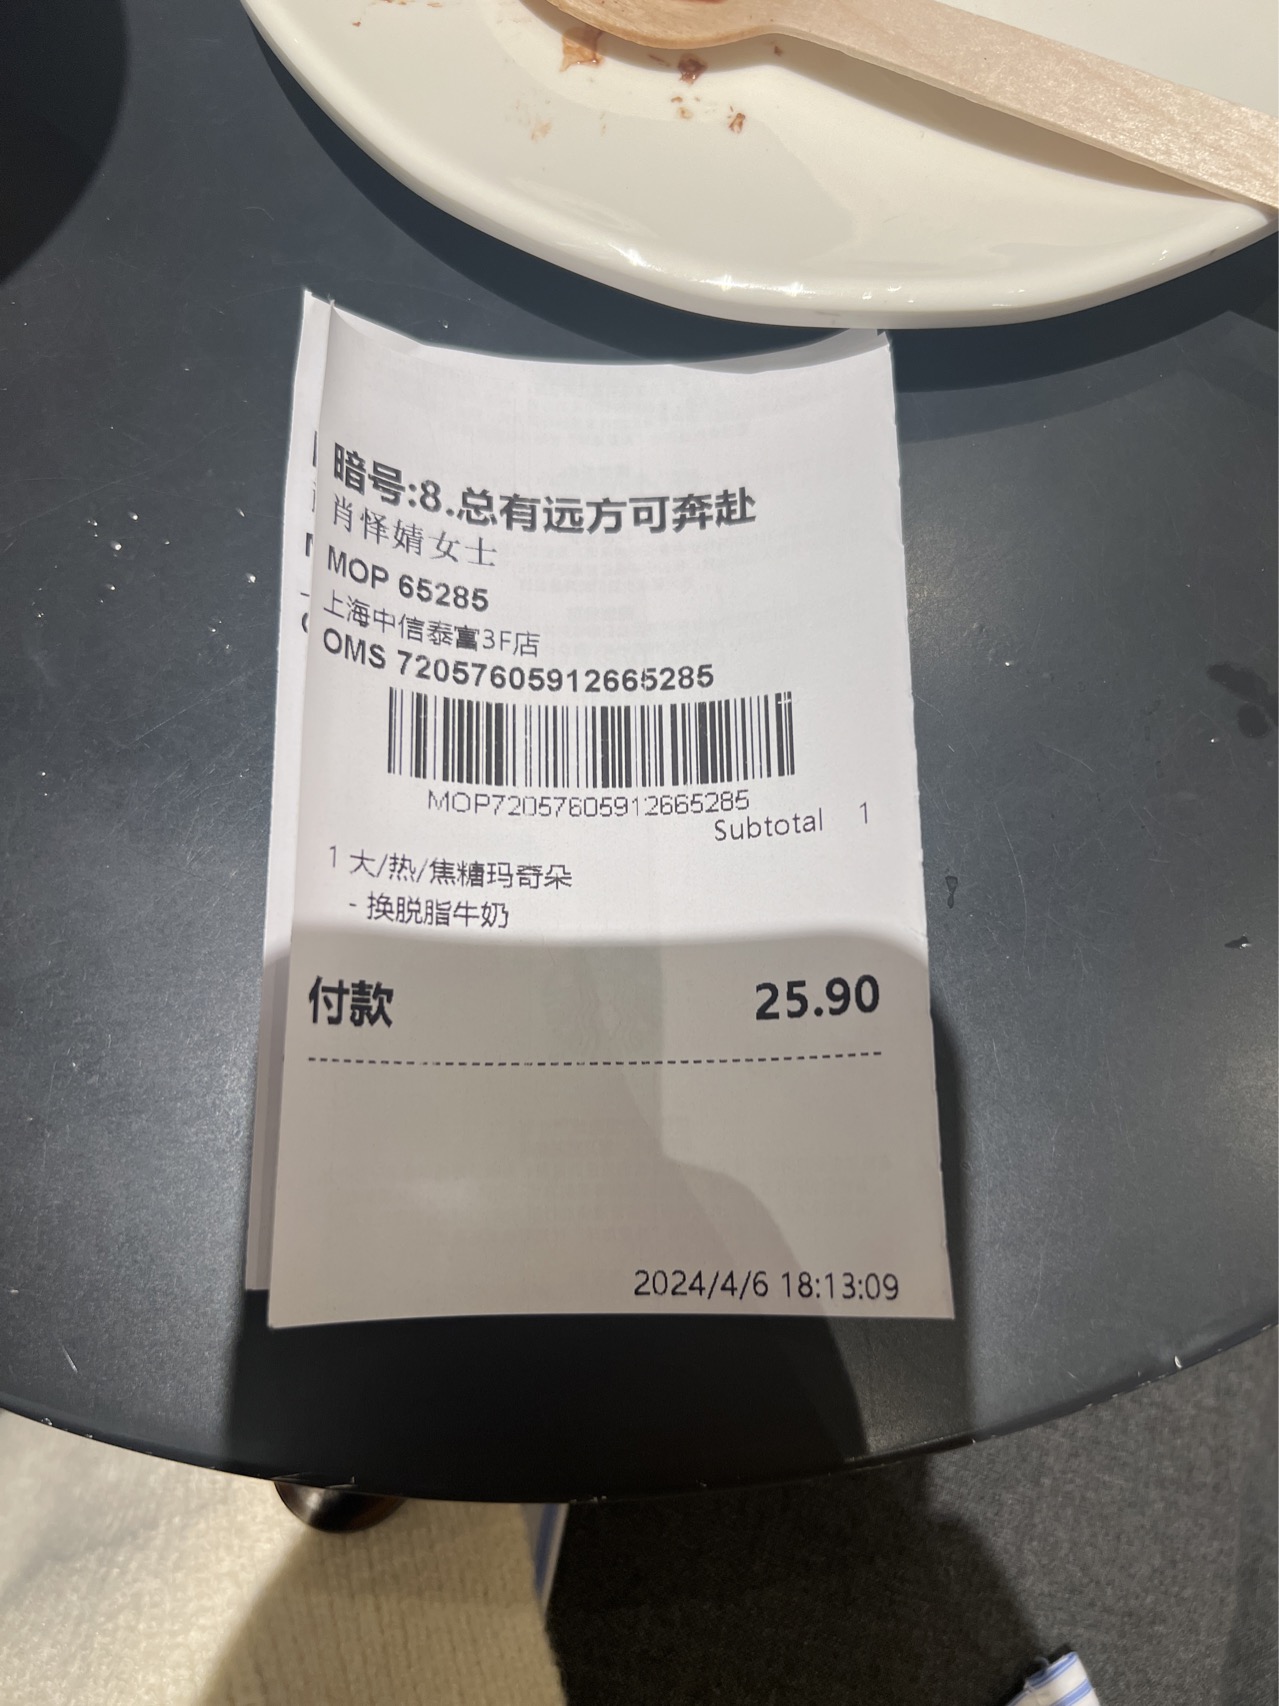 暗号:8.总有远方可奔赴
肖怿婧女士
MOP 65285
上海中信泰富3F店
OMS 72057605912665285
MOP72057605912665285
Subtotal 1
1 大/热/焦糖玛奇朵
- 换脱脂牛奶
付款 25.90
2024/4/6 18:13:09